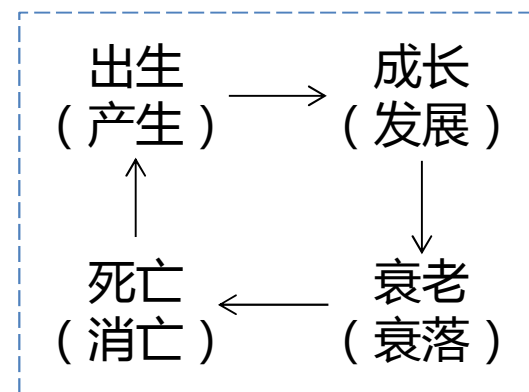 出生
（产生）
成长
（发展）
死亡
（消亡）
衰老
（衰落）